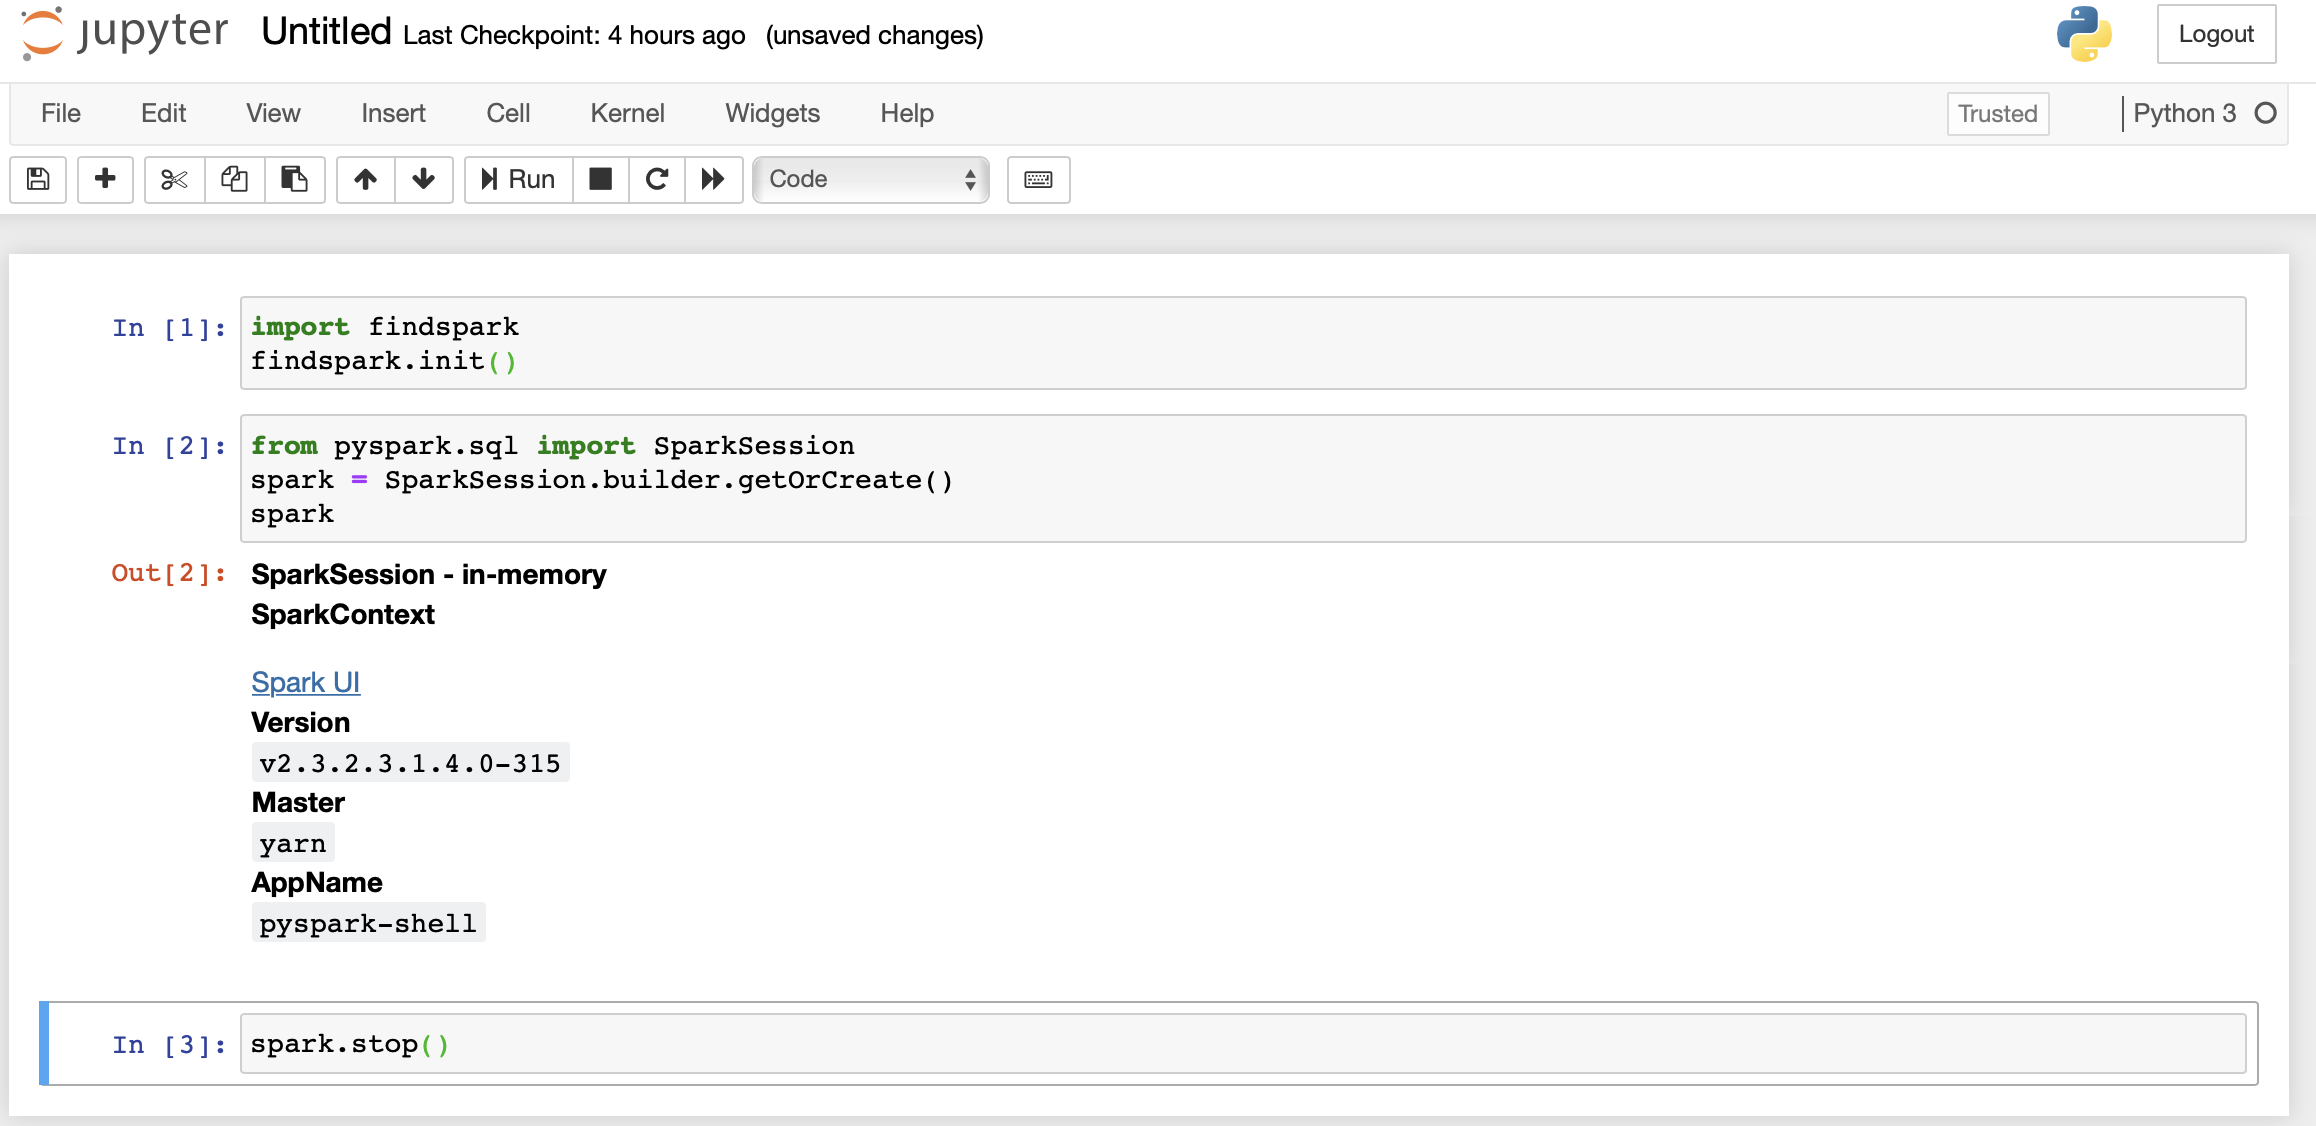 jupyter Untitled Last Checkpoint: 4 hours ago (unsaved changes) Logout
File Edit View Insert Cell Kernel Widgets Help Trusted Python 3
Run Code
In [1]: import findspark
findspark.init()
In [2]: from pyspark.sql import SparkSession
spark = SparkSession.builder.getOrCreate()
spark
Out[2]: SparkSession - in-memory
SparkContext
Spark UI
Version
v2.3.2.3.1.4.0-315
Master
yarn
AppName
pyspark-shell
In [3]: spark.stop()